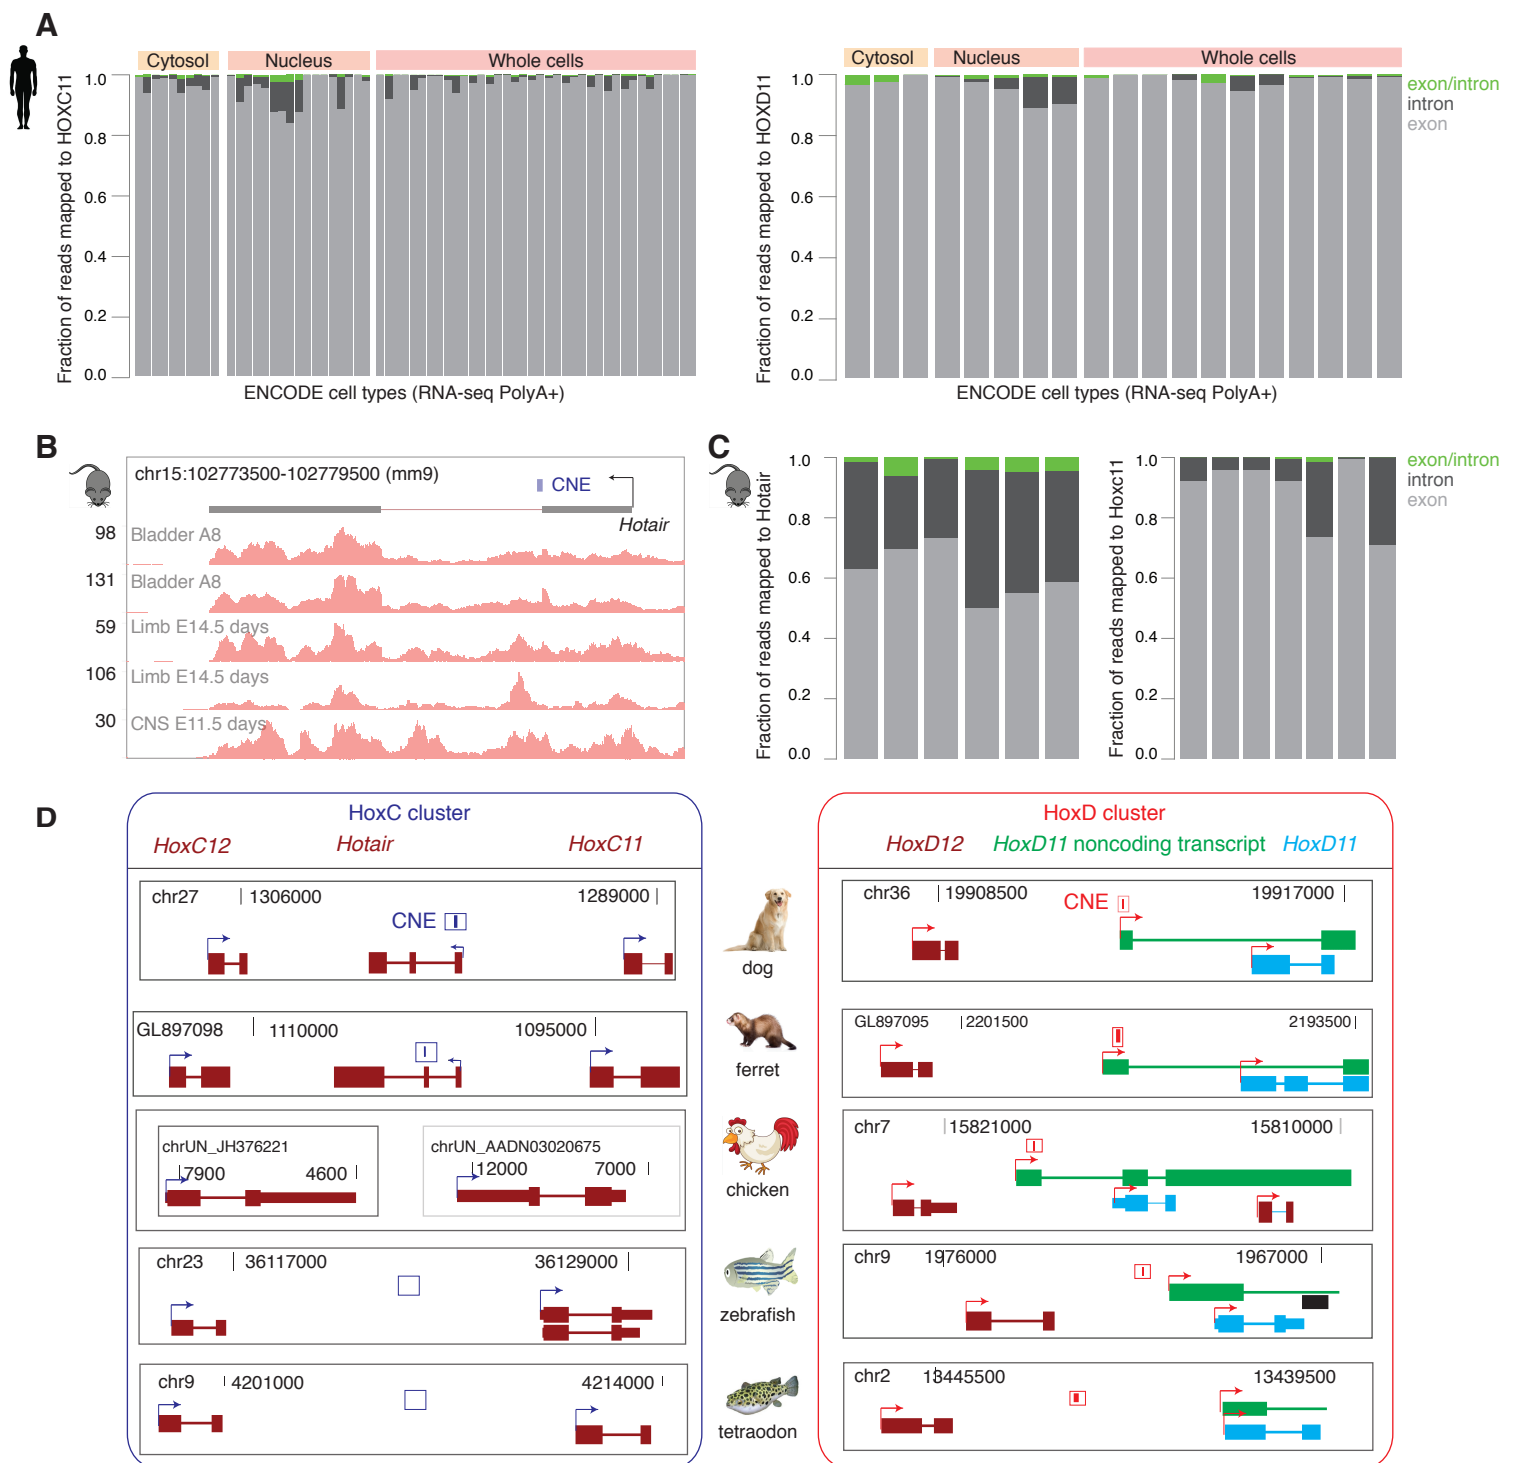 A
Cytosol Nucleus Whole cells
Fraction of reads mapped to HOXC11
1.0
0.8
0.6
0.4
0.2
0.0
ENCODE cell types (RNA-seq PolyA+)
Cytosol Nucleus Whole cells
Fraction of reads mapped to HOXD11
1.0
0.8
0.6
0.4
0.2
0.0
ENCODE cell types (RNA-seq PolyA+)
exon/intron
intron
exon
B
chr15:102773500-102779500 (mm9)
CNE
Hotair
98 Bladder A8
131 Bladder A8
59 Limb E14.5 days
106 Limb E14.5 days
30 CNS E11.5 days
C
Fraction of reads mapped to Hotair
1.0
0.8
0.6
0.4
0.2
0.0
Fraction of reads mapped to Hoxc11
1.0
0.8
0.6
0.4
0.2
0.0
exon/intron
intron
exon
D
HoxC cluster
HoxC12 Hotair HoxC11
HoxD cluster
HoxD12 HoxD11 noncoding transcript HoxD11
chr27 1306000 1289000
CNE
dog
chr36 19908500 19917000
CNE
GL897098 1110000 1095000
ferret
GL897095 2201500 2193500
chrUN_JH376221
7900 4600
chrUN_AADN03020675
12000 7000
chicken
chr7 15821000 15810000
chr23 36117000 36129000
zebrafish
chr9 1976000 1967000
chr9 4201000 4214000
tetraodon
chr2 13445500 13439500